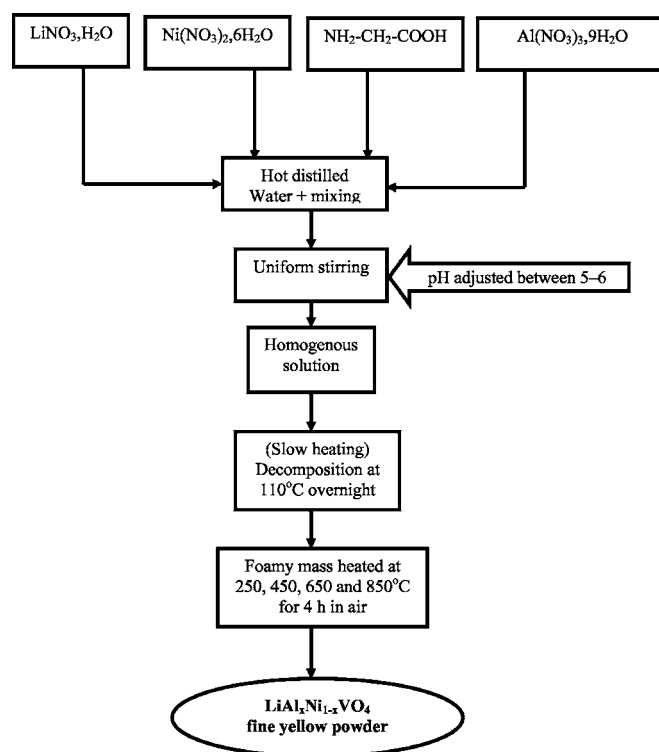 LiNO₃,H₂O
Ni(NO₃)₂,6H₂O
NH₂-CH₂-COOH
Al(NO₃)₃,9H₂O
Hot distilled
Water + mixing
Uniform stirring
pH adjusted between 5–6
Homogenous
solution
(Slow heating)
Decomposition at
110°C overnight
Foamy mass heated at
250, 450, 650 and 850°C
for 4 h in air
LiAlₓNi₁₋ₓVO₄
fine yellow powder